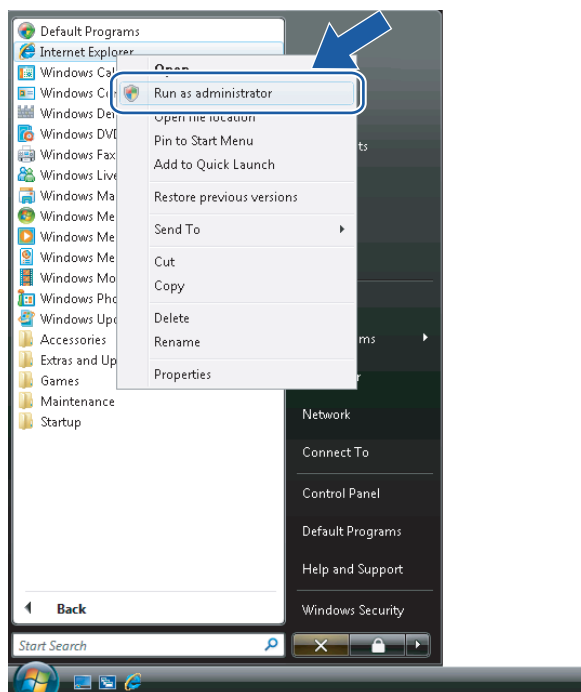 Default Programs
Internet Explorer
Open
Windows Cal
Run as administrator
Windows Co
Windows Def
Open file location
Windows DVD
Pin to Start Menu
ts
Windows Fax
Add to Quick Launch
Windows Live
Windows Ma
Restore previous versions
Windows Me
Windows Me
Send To
Windows Me
Cut
Windows Mo
Copy
Windows Pho
Windows Upd
Delete
Accessories
Rename
ms
Extras and Up
Properties
r
Games
Maintenance
Network
Startup
Connect To
Control Panel
Default Programs
Help and Support
Back
Windows Security
Start Search